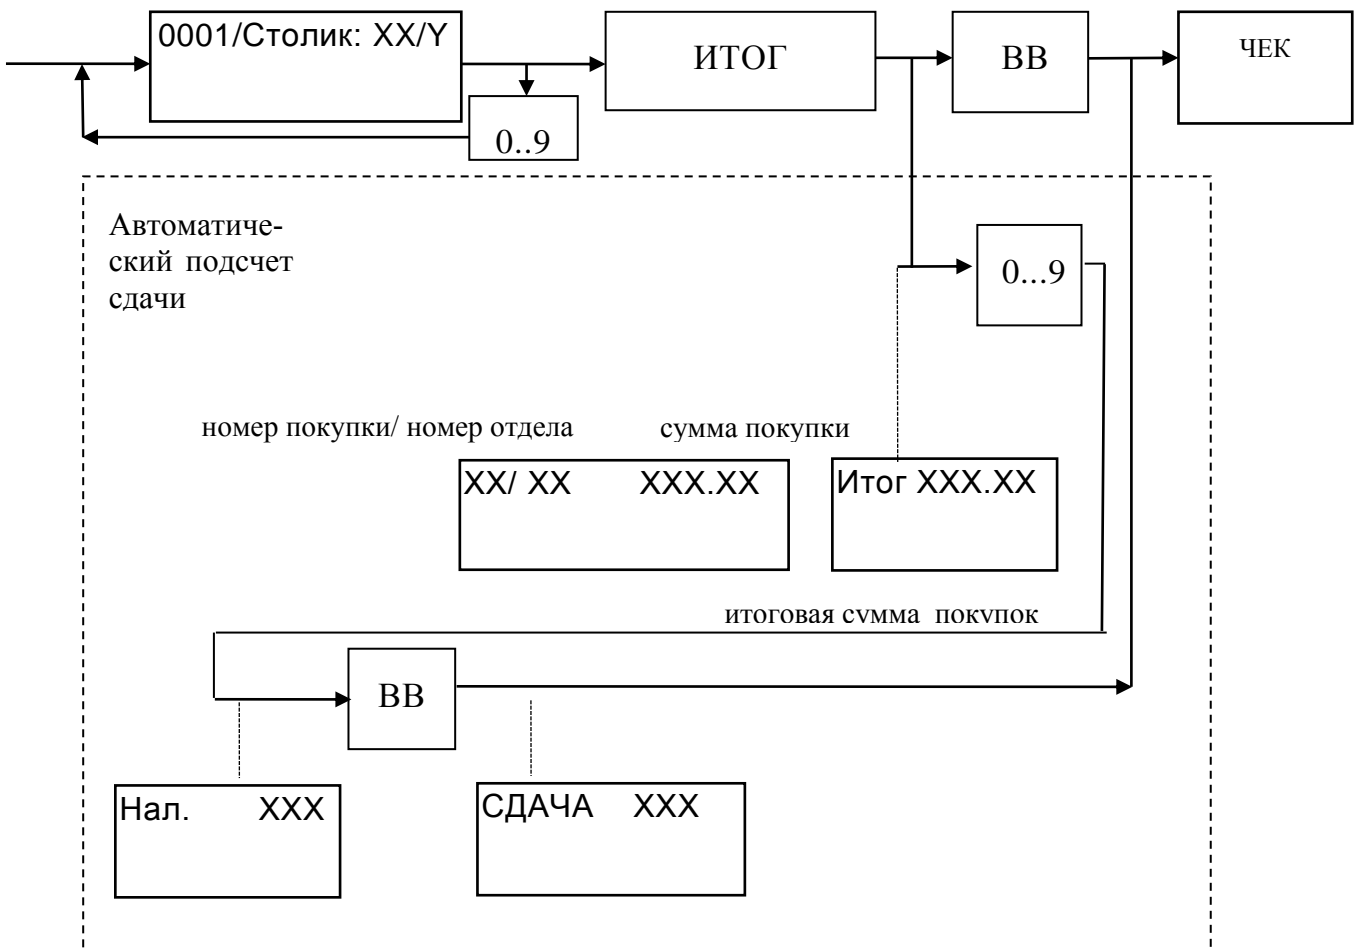 0001/Столик: XX/Y
ИТОГ
ВВ
ЧЕК
0..9
Автоматиче-
ский подсчет
сдачи
0...9
номер покупки/ номер отдела
сумма покупки
XX/ XX XXX.XX
Итог XXX.XX
итоговая сумма покупок
ВВ
Нал. XXX
СДАЧА XXX